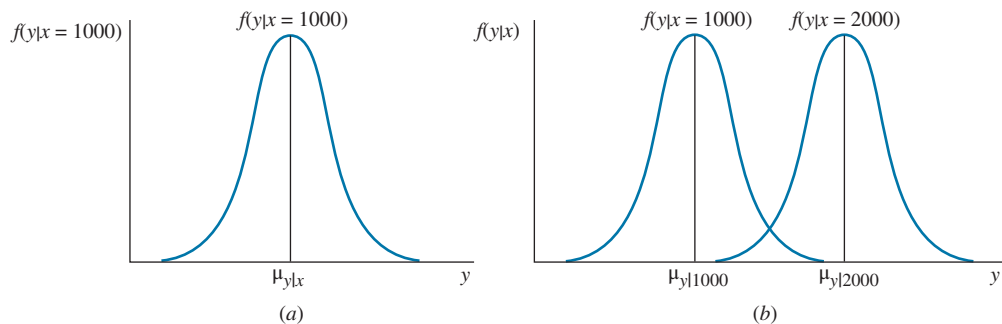 f(y|x = 1000)
f(y|x = 1000)
μy|x
y
(a)
f(y|x)
f(y|x = 1000)
f(y|x = 2000)
μy|1000
μy|2000
y
(b)